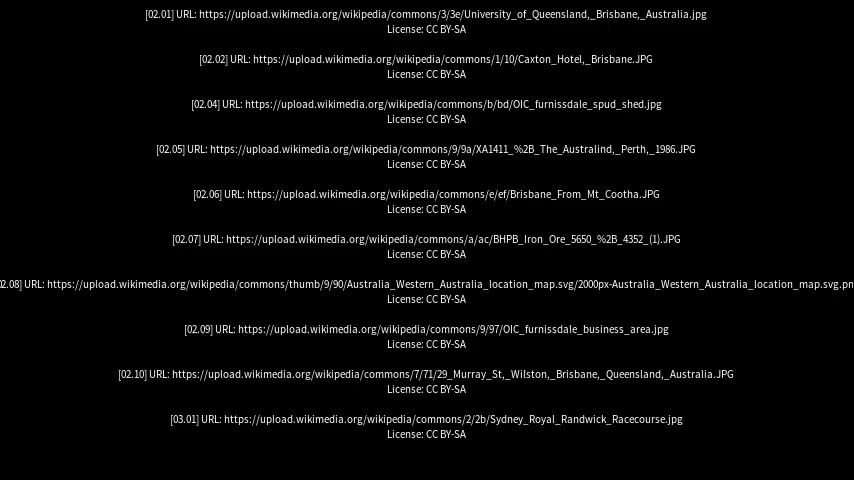 [02.01] URL: https://upload.wikimedia.org/wikipedia/commons/3/3e/University_of_Queensland,_Brisbane,_Australia.jpg
License: CC BY-SA
[02.02] URL: https://upload.wikimedia.org/wikipedia/commons/1/10/Caxton_Hotel,_Brisbane.JPG
License: CC BY-SA
[02.04] URL: https://upload.wikimedia.org/wikipedia/commons/b/bd/OIC_furnissdale_spud_shed.jpg
License: CC BY-SA
[02.05] URL: https://upload.wikimedia.org/wikipedia/commons/9/9a/XA1411_%2B_The_Australind,_Perth,_1986.JPG
License: CC BY-SA
[02.06] URL: https://upload.wikimedia.org/wikipedia/commons/e/ef/Brisbane_From_Mt_Cootha.JPG
License: CC BY-SA
[02.07] URL: https://upload.wikimedia.org/wikipedia/commons/a/ac/BHPB_Iron_Ore_5650_%2B_4352_(1).JPG
License: CC BY-SA
02.08] URL: https://upload.wikimedia.org/wikipedia/commons/thumb/9/90/Australia_Western_Australia_location_map.svg/2000px-Australia_Western_Australia_location_map.svg.pn
License: CC BY-SA
[02.09] URL: https://upload.wikimedia.org/wikipedia/commons/9/97/OIC_furnissdale_business_area.jpg
License: CC BY-SA
[02.10] URL: https://upload.wikimedia.org/wikipedia/commons/7/71/29_Murray_St,_Wilston,_Brisbane,_Queensland,_Australia.JPG
License: CC BY-SA
[03.01] URL: https://upload.wikimedia.org/wikipedia/commons/2/2b/Sydney_Royal_Randwick_Racecourse.jpg
License: CC BY-SA